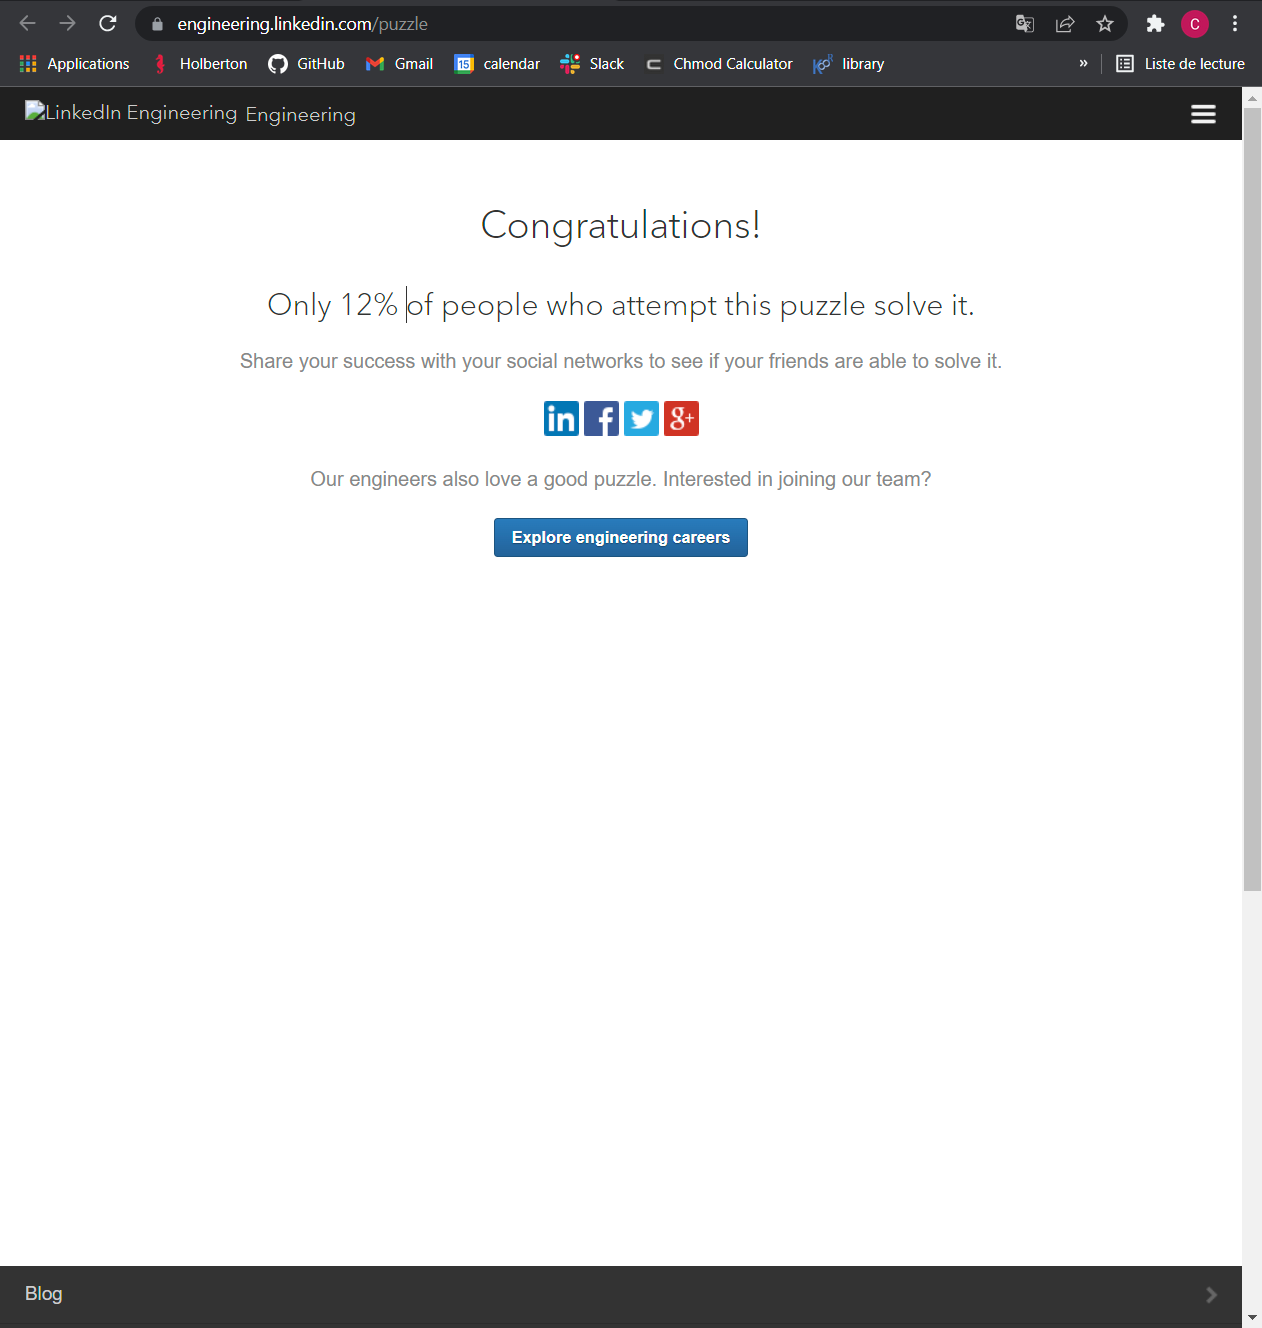 engineering.linkedin.com/puzzle
C
Applications Holberton GitHub Gmail 15 calendar Slack Chmod Calculator library » Liste de lecture
LinkedIn Engineering Engineering
Congratulations!
Only 12% of people who attempt this puzzle solve it.
Share your success with your social networks to see if your friends are able to solve it.
in f g+
Our engineers also love a good puzzle. Interested in joining our team?
Explore engineering careers
Blog